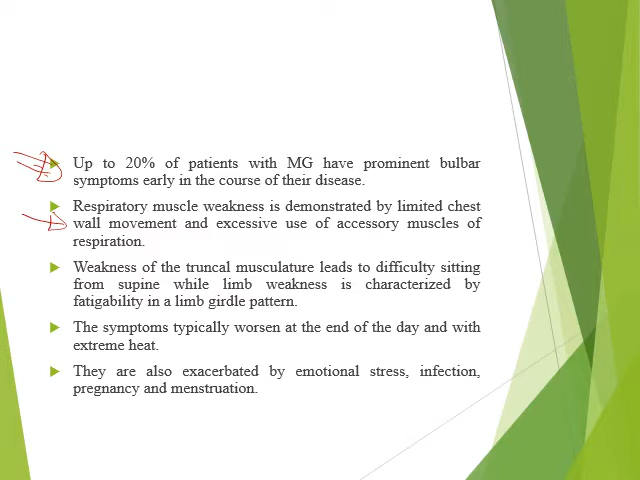 Up to 20% of patients with MG have prominent bulbar
symptoms early in the course of their disease.
Respiratory muscle weakness is demonstrated by limited chest
wall movement and excessive use of accessory muscles of
respiration.
Weakness of the truncal musculature leads to difficulty sitting
from supine while limb weakness is characterized by
fatigability in a limb girdle pattern.
The symptoms typically worsen at the end of the day and with
extreme heat.
They are also exacerbated by emotional stress, infection,
pregnancy and menstruation.